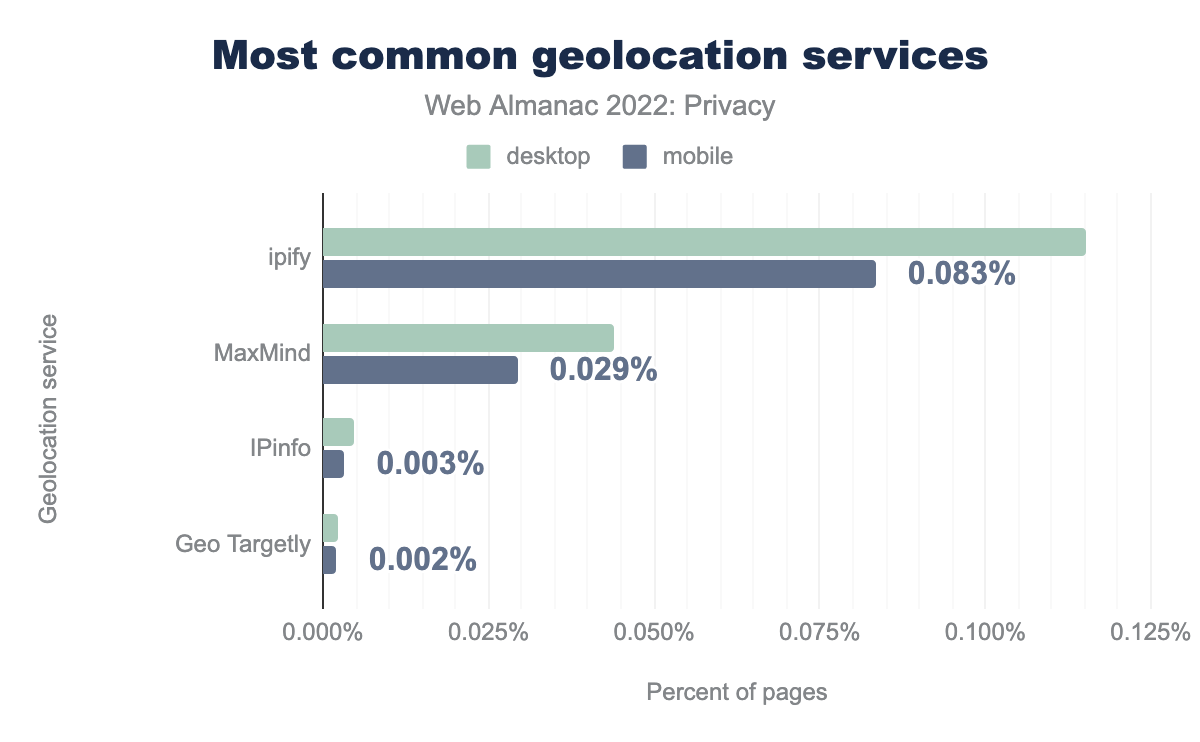 Most common geolocation services
Web Almanac 2022: Privacy
desktop mobile
Geolocation service
ipify
0.083%
MaxMind
0.029%
IPinfo
0.003%
Geo Targetly
0.002%
0.000% 0.025% 0.050% 0.075% 0.100% 0.125%
Percent of pages